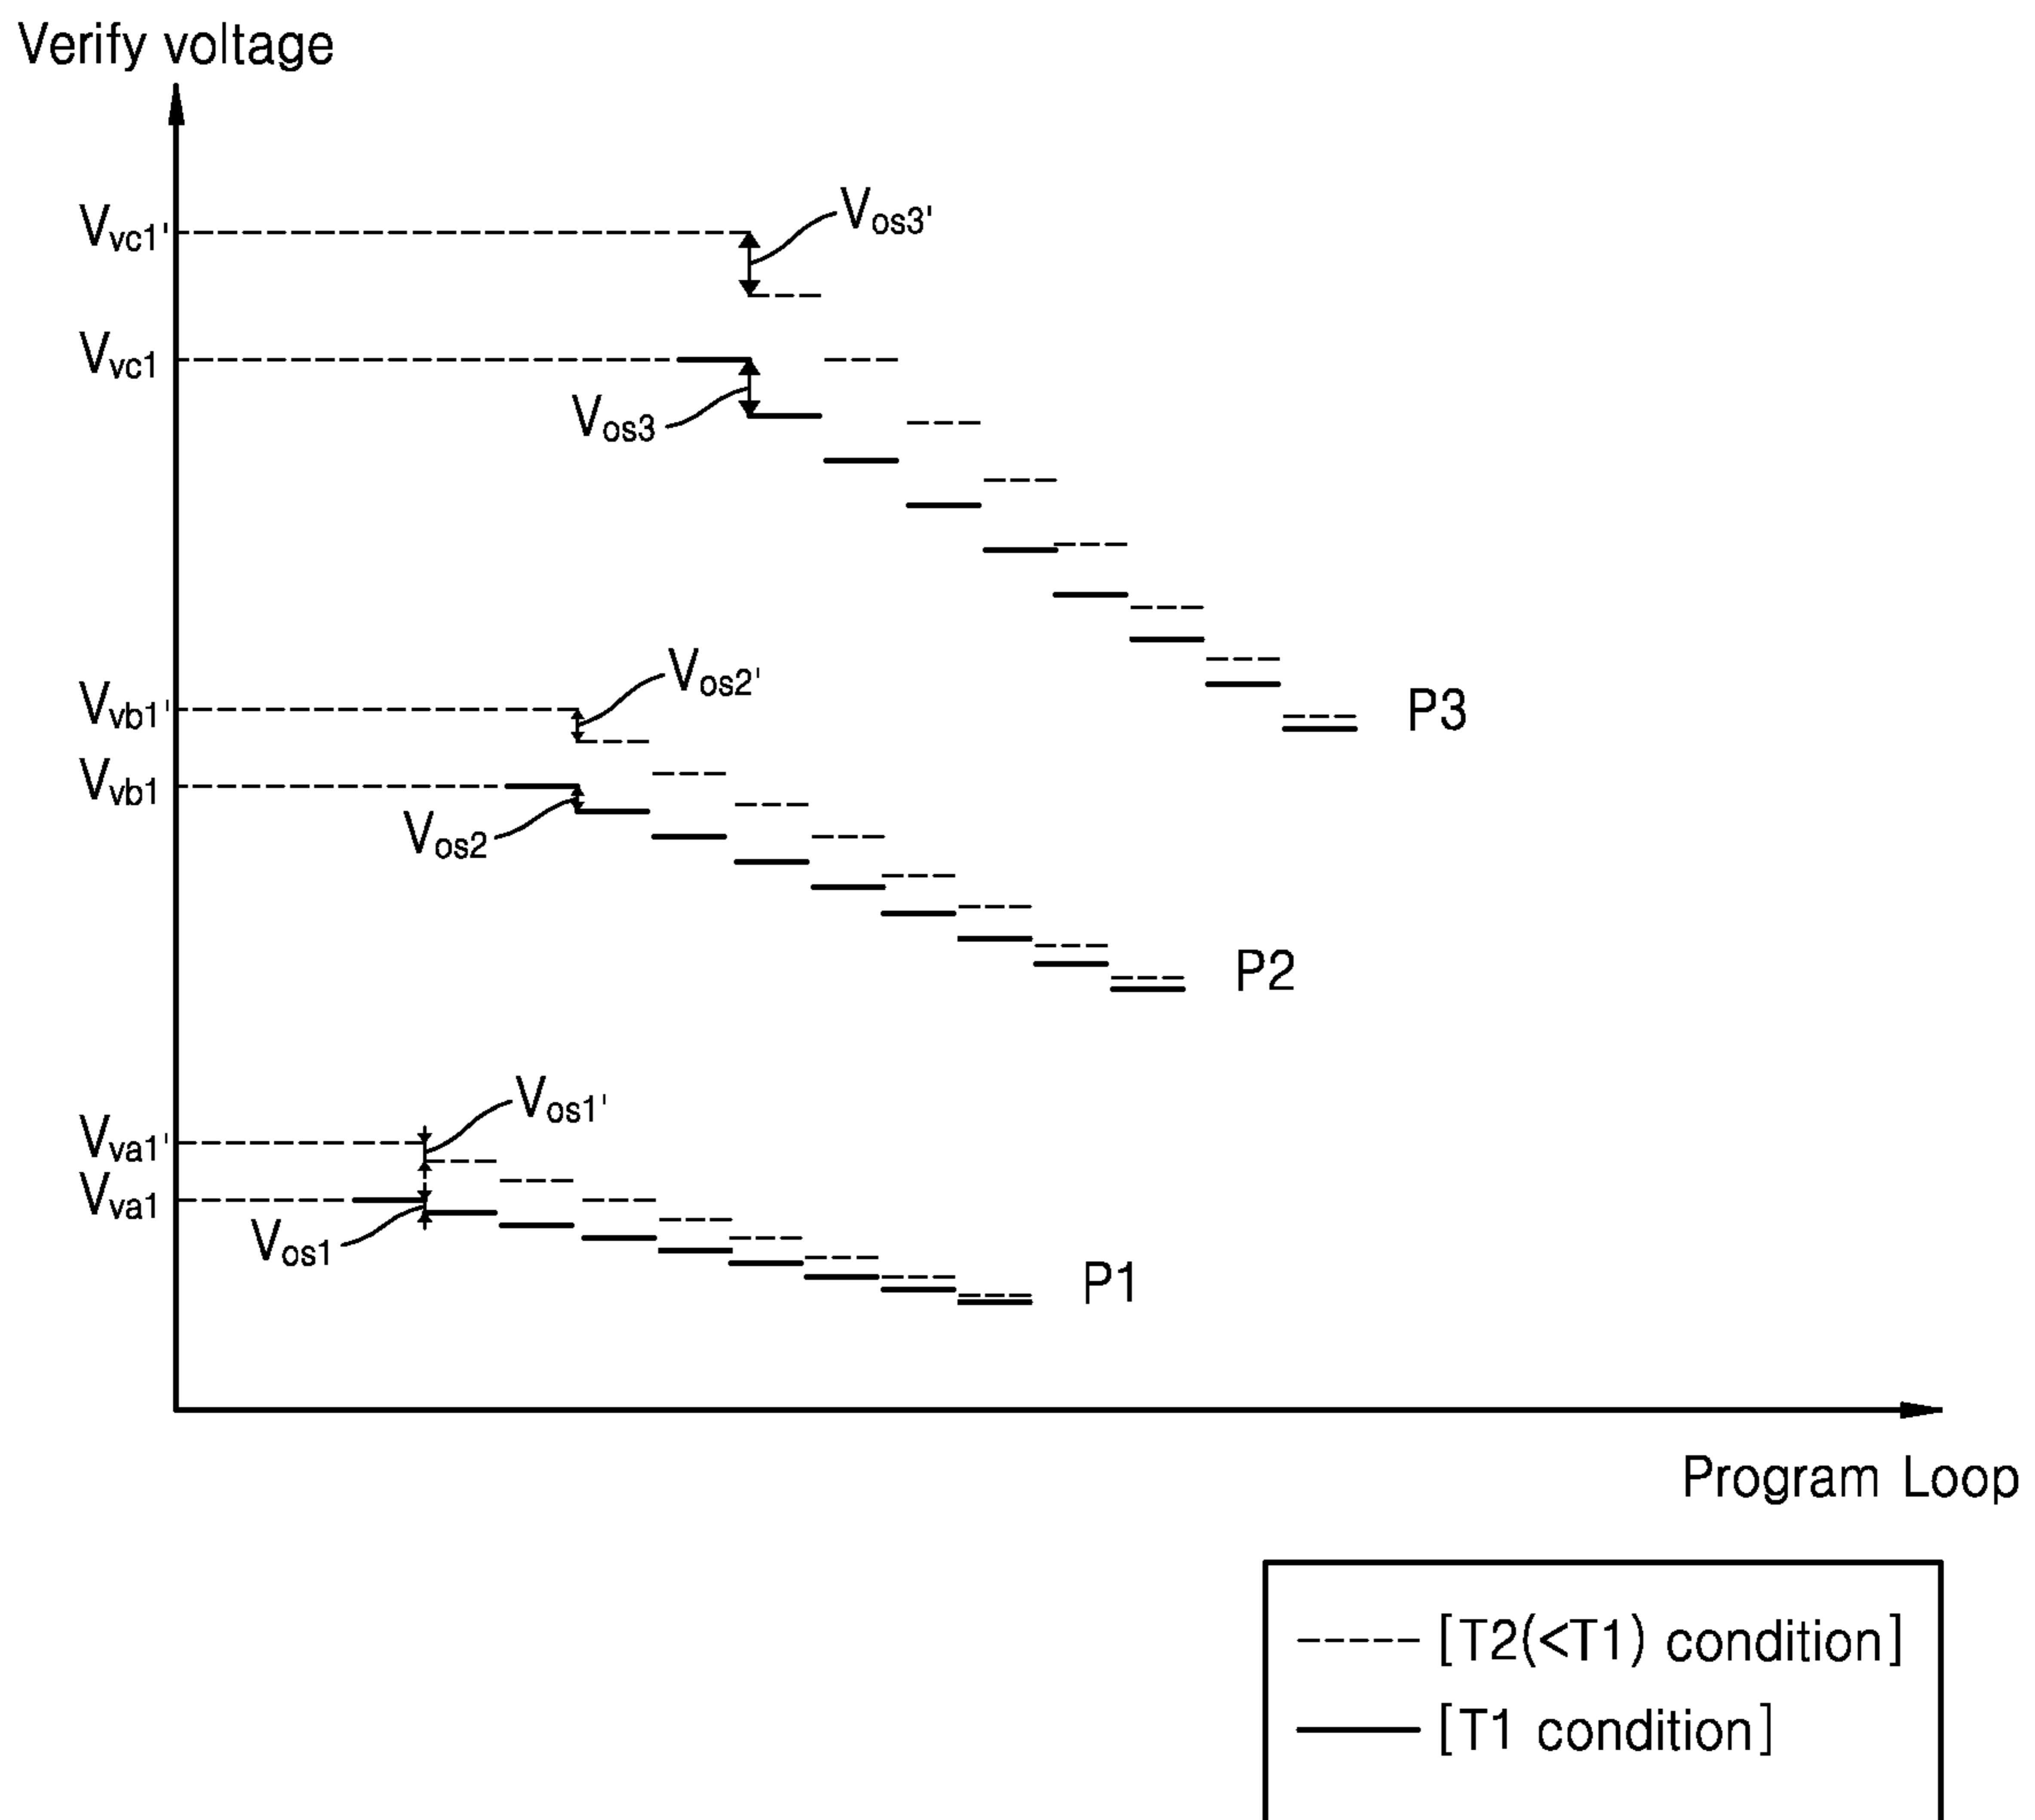 Verify voltage
Vvc1'
Vos3'
Vvc1
Vos3
Vos2'
Vvb1'
P3
Vvb1
Vos2
P2
Vos1'
Vva1'
Vva1
Vos1
P1
Program Loop
[T2(<T1) condition]
[T1 condition]